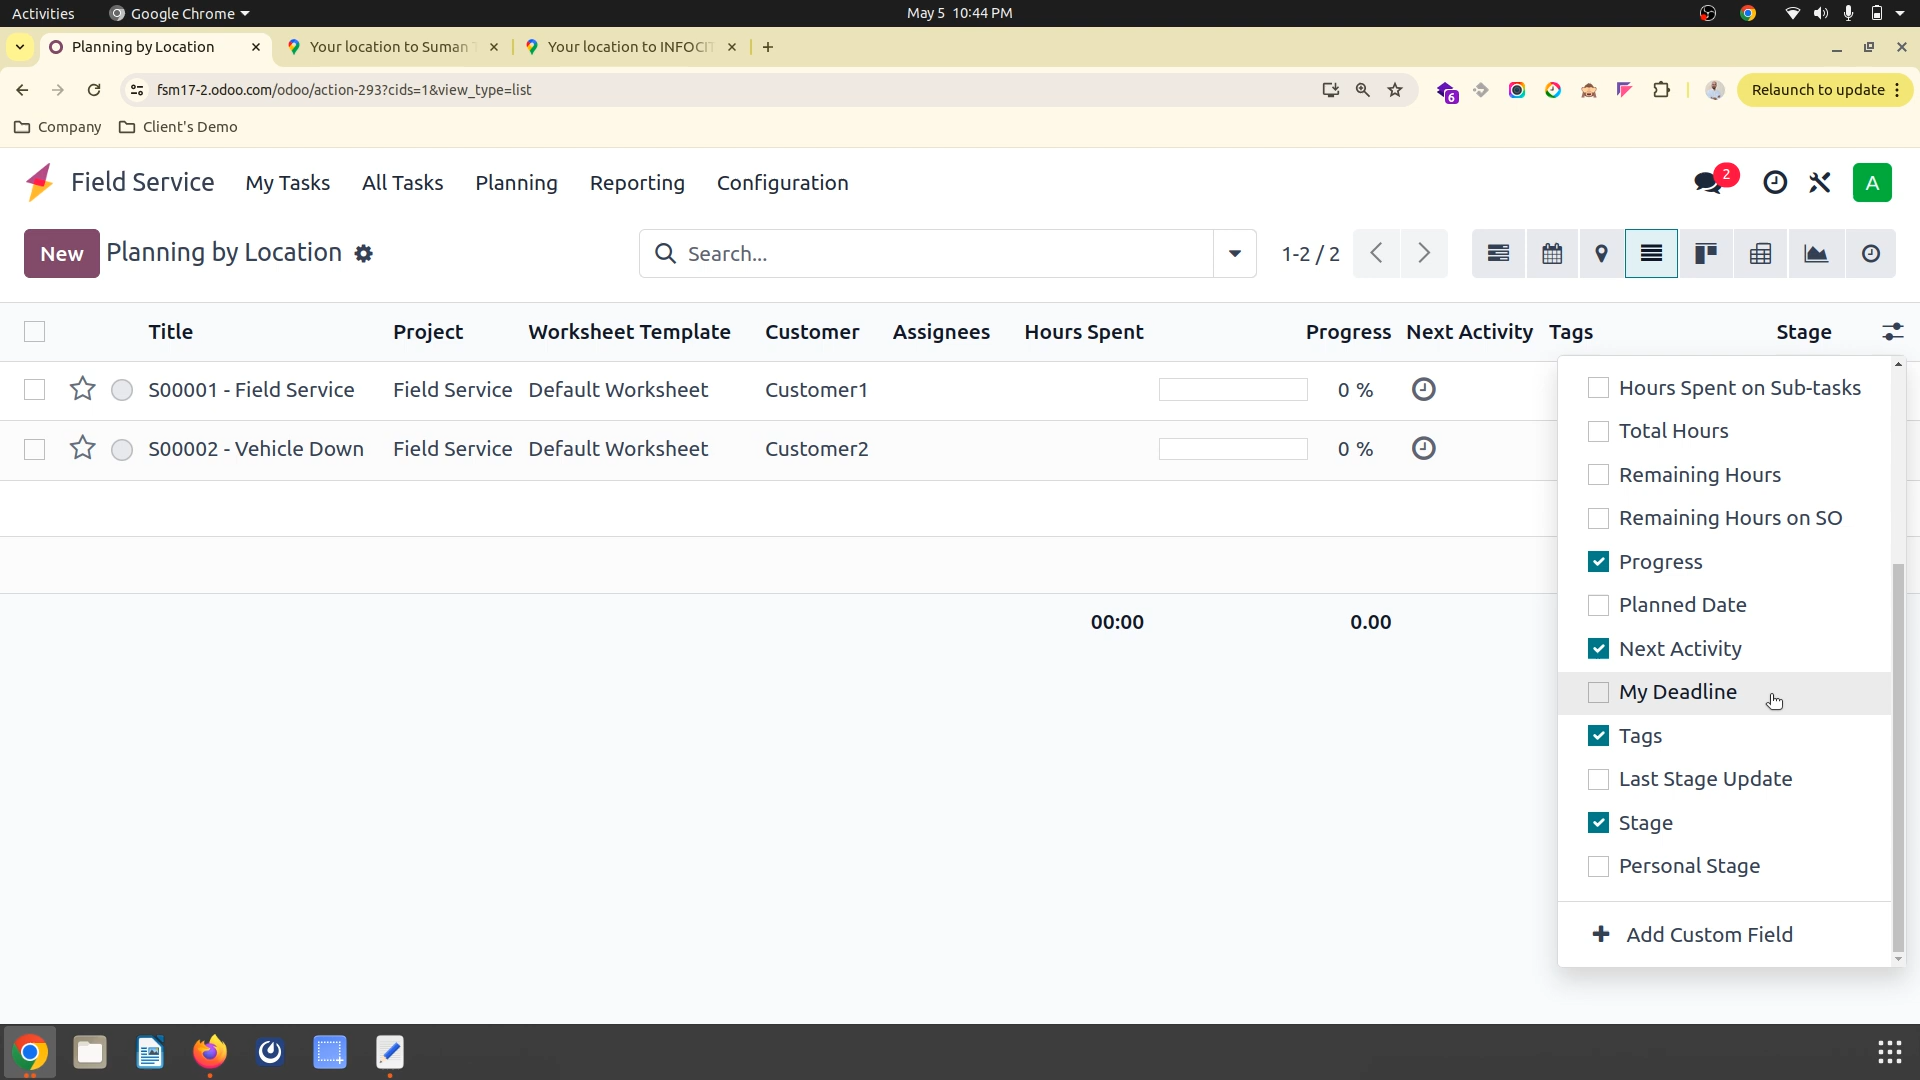 Activities Google Chrome May 5 10:44 PM
Planning by Location Your location to Suman Your location to INFOCI
fsm17-2.odoo.com/odoo/action-293?cids=1&view_type=list 6 Relaunch to update
Company Client's Demo
Field Service My Tasks All Tasks Planning Reporting Configuration 2 A
New Planning by Location Search... 1-2 / 2
Title Project Worksheet Template Customer Assignees Hours Spent Progress Next Activity Tags Stage
S00001 - Field Service Field Service Default Worksheet Customer1 0 %
S00002 - Vehicle Down Field Service Default Worksheet Customer2 0 %
00:00 0.00
Hours Spent on Sub-tasks
Total Hours
Remaining Hours
Remaining Hours on SO
Progress
Planned Date
Next Activity
My Deadline
Tags
Last Stage Update
Stage
Personal Stage
Add Custom Field